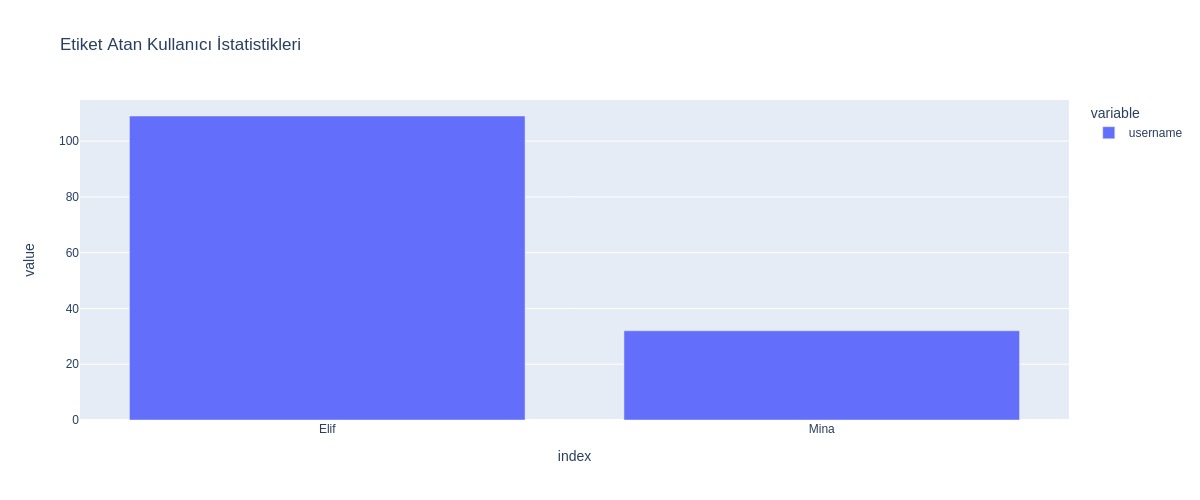 Etiket Atan Kullanıcı İstatistikleri
variable
username
value
100
80
60
40
20
0
Elif
Mina
index